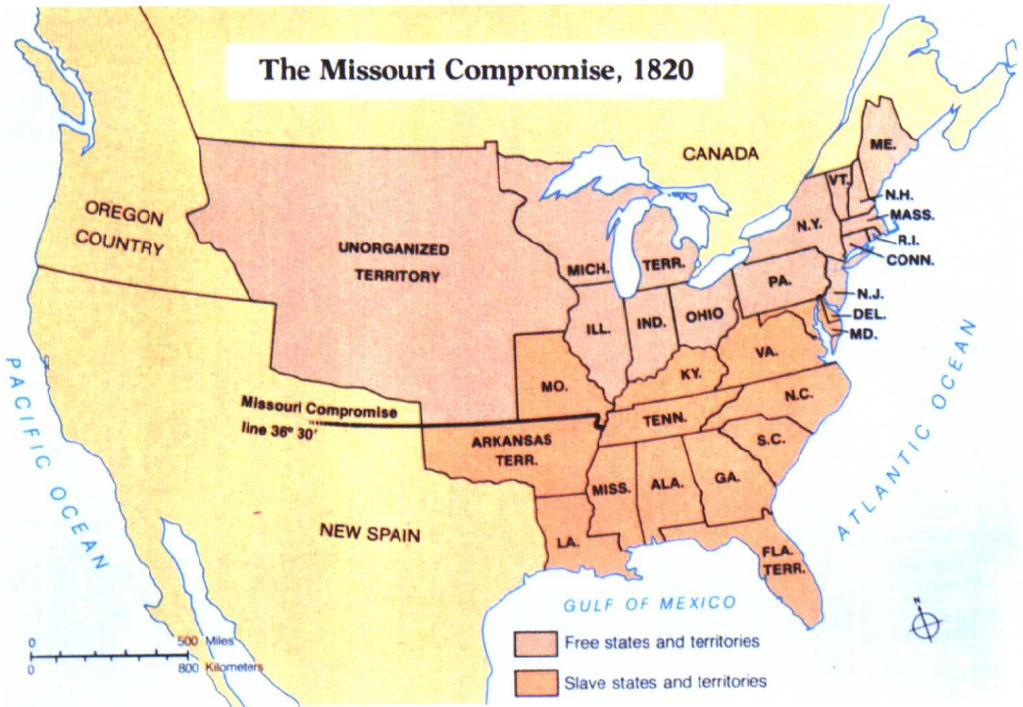 The Missouri Compromise, 1820
CANADA
ME.
VT.
N.H.
MASS.
N.Y.
R.I.
CONN.
OREGON
COUNTRY
UNORGANIZED
TERRITORY
MICH.
TERR.
PA.
N.J.
DEL.
MD.
ILL.
IND.
OHIO
VA.
KY.
MO.
N.C.
Missouri Compromise
line 36° 30'
TENN.
ARKANSAS
TERR.
S.C.
MISS.
ALA.
GA.
NEW SPAIN
LA.
FLA.
TERR.
PACIFIC OCEAN
ATLANTIC OCEAN
GULF OF MEXICO
N
0 500 Miles
0 800 Kilometers
Free states and territories
Slave states and territories